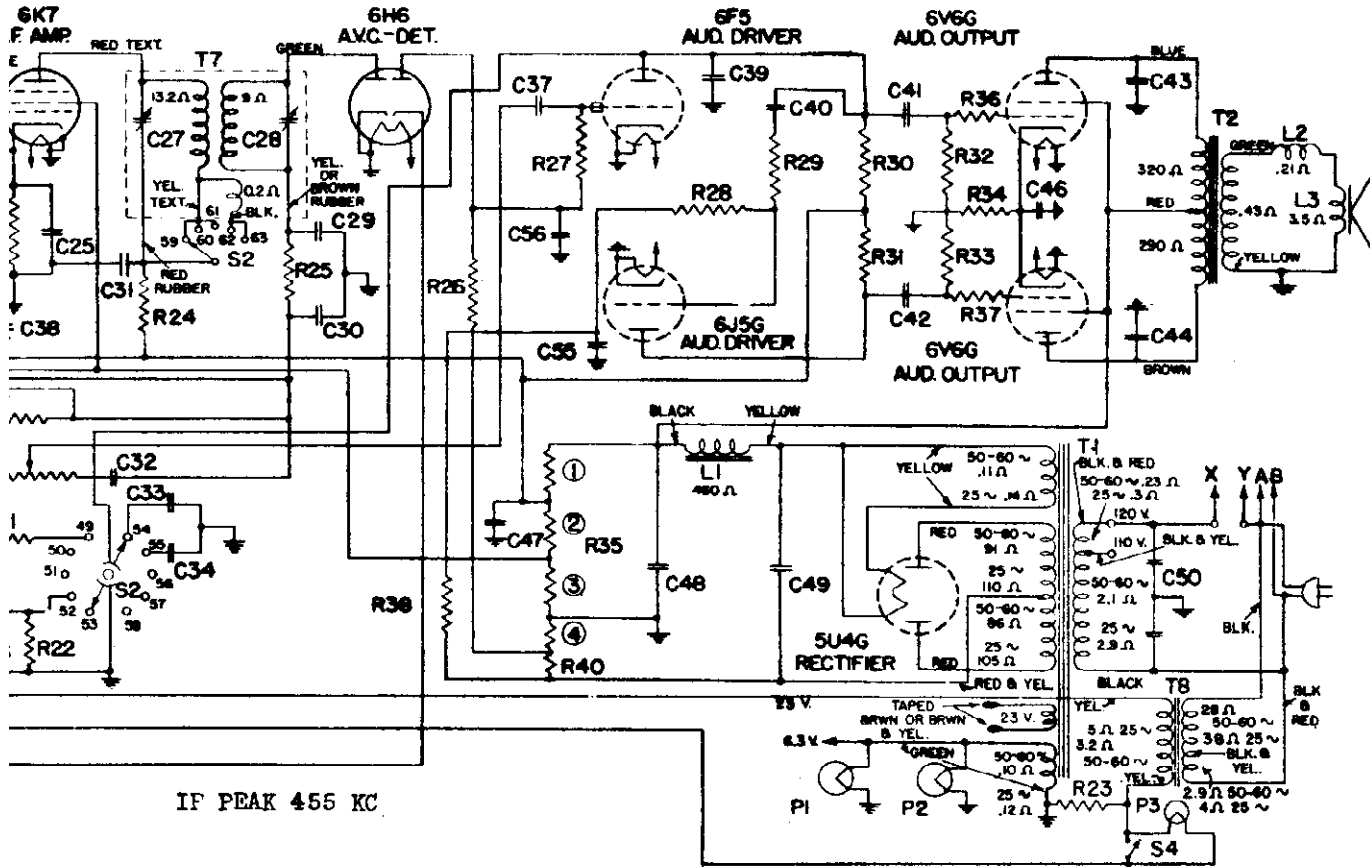 6K7
F. AMP.
6H6
A.V.C.-DET.
6F5
AUD. DRIVER
6V6G
AUD. OUTPUT
RED TEXT.
T7
GREEN
BLUE
13.2Ω
9Ω
C27
C28
C37
C39
C40
C41
R36
C43
T2
R27
R29
R30
R32
GREEN
L2
.21Ω
YEL. OR BROWN RUBBER
YEL. TEXT.
0.2Ω
BLK.
61
59
60
62
63
S2
R28
R34
C46
320Ω
RED
.43Ω
L3
3.5Ω
290Ω
YELLOW
C25
C31
RED RUBBER
C29
R25
C56
R31
R33
R26
R24
C30
C42
R37
C38
C55
6J5G
AUD. DRIVER
6V6G
AUD. OUTPUT
C44
BROWN
BLACK
YELLOW
L1
460Ω
YELLOW
50-60~
.11Ω
25~ .14Ω
T-1
BLK. & RED
50-60~ .23Ω
25~ .3Ω
120 V.
110 V.
BLK & YEL.
X
Y
A
B
C32
C33
C34
49
50
51
52
53
54
55
56
57
58
S2
R22
1
2
3
4
C47
R35
R40
R38
C48
C49
RED
50-60~
91Ω
25~
110Ω
50-60~
86Ω
25~
105Ω
RED
5U4G
RECTIFIER
50-60~
2.1Ω
25~
2.9Ω
C50
BLK.
RED & YEL.
BLACK
T8
BLK & RED
23 V.
TAPED
BRWN OR BRWN & YEL.
23 V.
YEL.
5Ω 25~
3.2Ω
50-60~
YEL.
28Ω
50-60~
38Ω 25~
BLK. & YEL.
2.9Ω 50-60~
4Ω 25~
6.3 V.
GREEN
50-60~
.10Ω
25~
.12Ω
P1
P2
R23
P3
S4
IF PEAK 455 KC